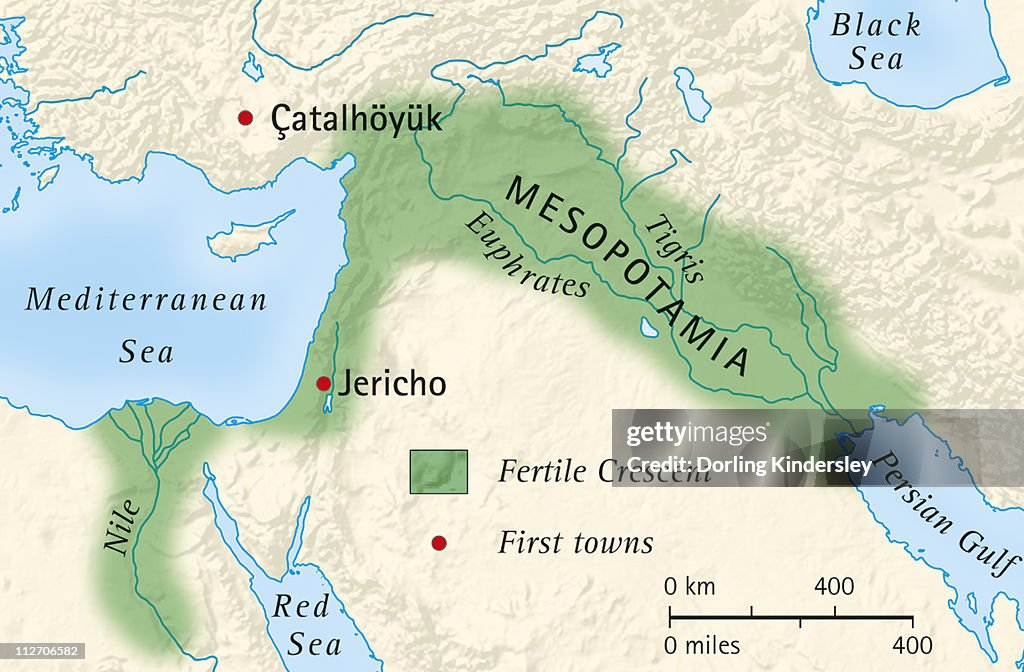 Black
Sea
Çatalhöyük
MESOPOTAMIA
Tigris
Euphrates
Mediterranean
Sea
Jericho
gettyimages
Credit: Dorling Kindersley
Fertile Crescent
Persian Gulf
Nile
First towns
0 km 400
Red
Sea
0 miles 400
112706582